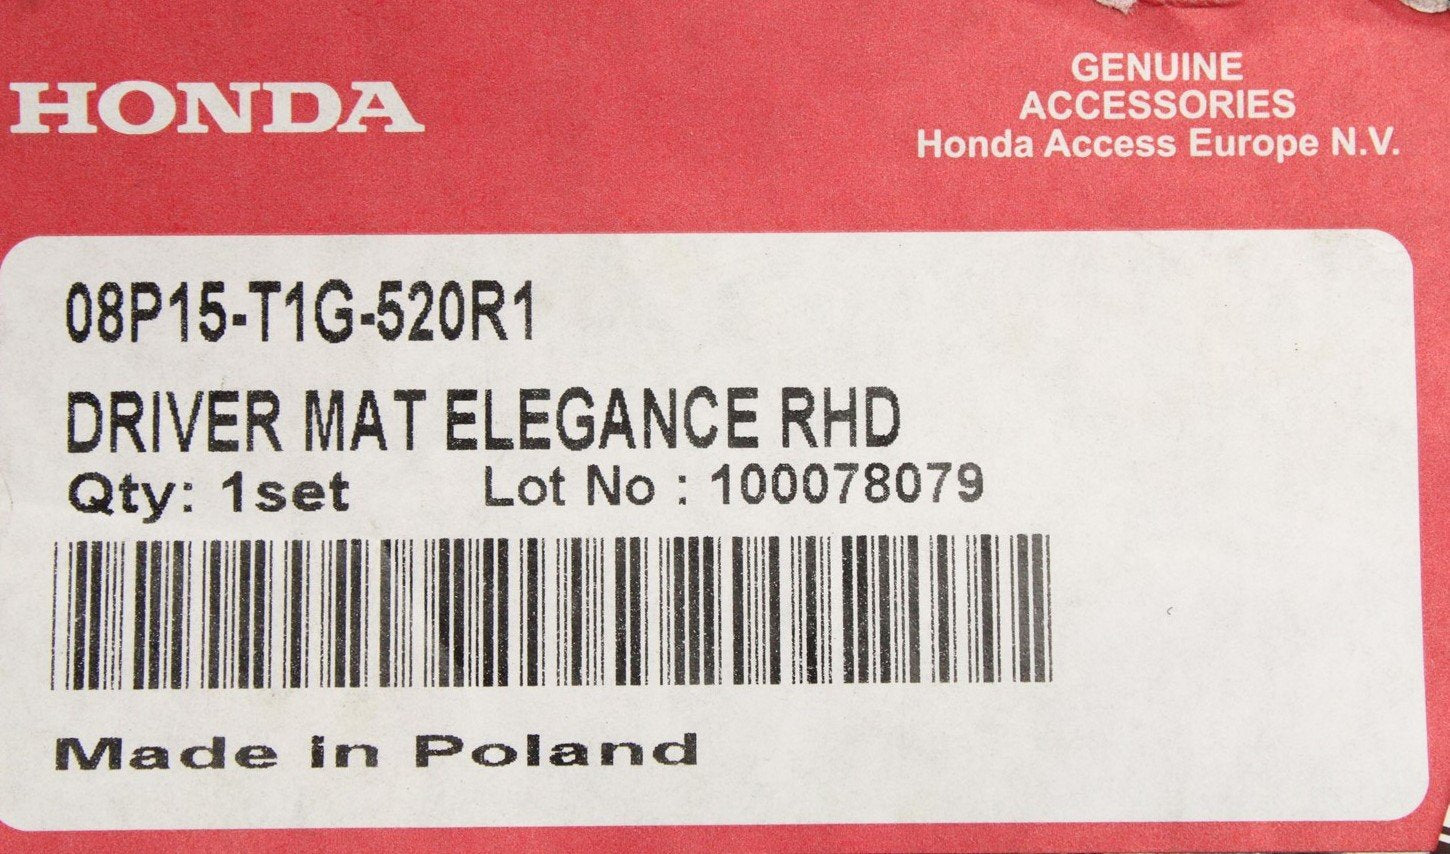 HONDA
GENUINE
ACCESSORIES
Honda Access Europe N.V.
08P15-T1G-520R1
DRIVER MAT ELEGANCE RHD
Qty: 1set Lot No : 100078079
Made in Poland